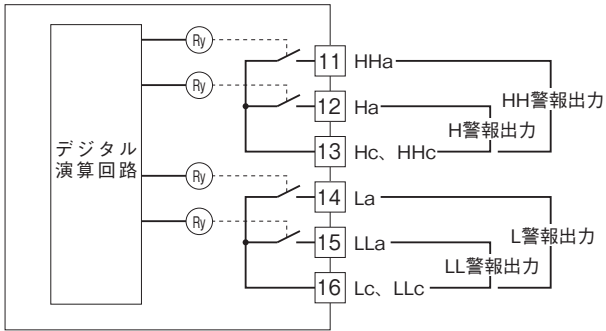 デジタル
演算回路
Ry
Ry
Ry
Ry
11 HHa
12 Ha
13 Hc、HHc
14 La
15 LLa
16 Lc、LLc
HH警報出力
H警報出力
L警報出力
LL警報出力